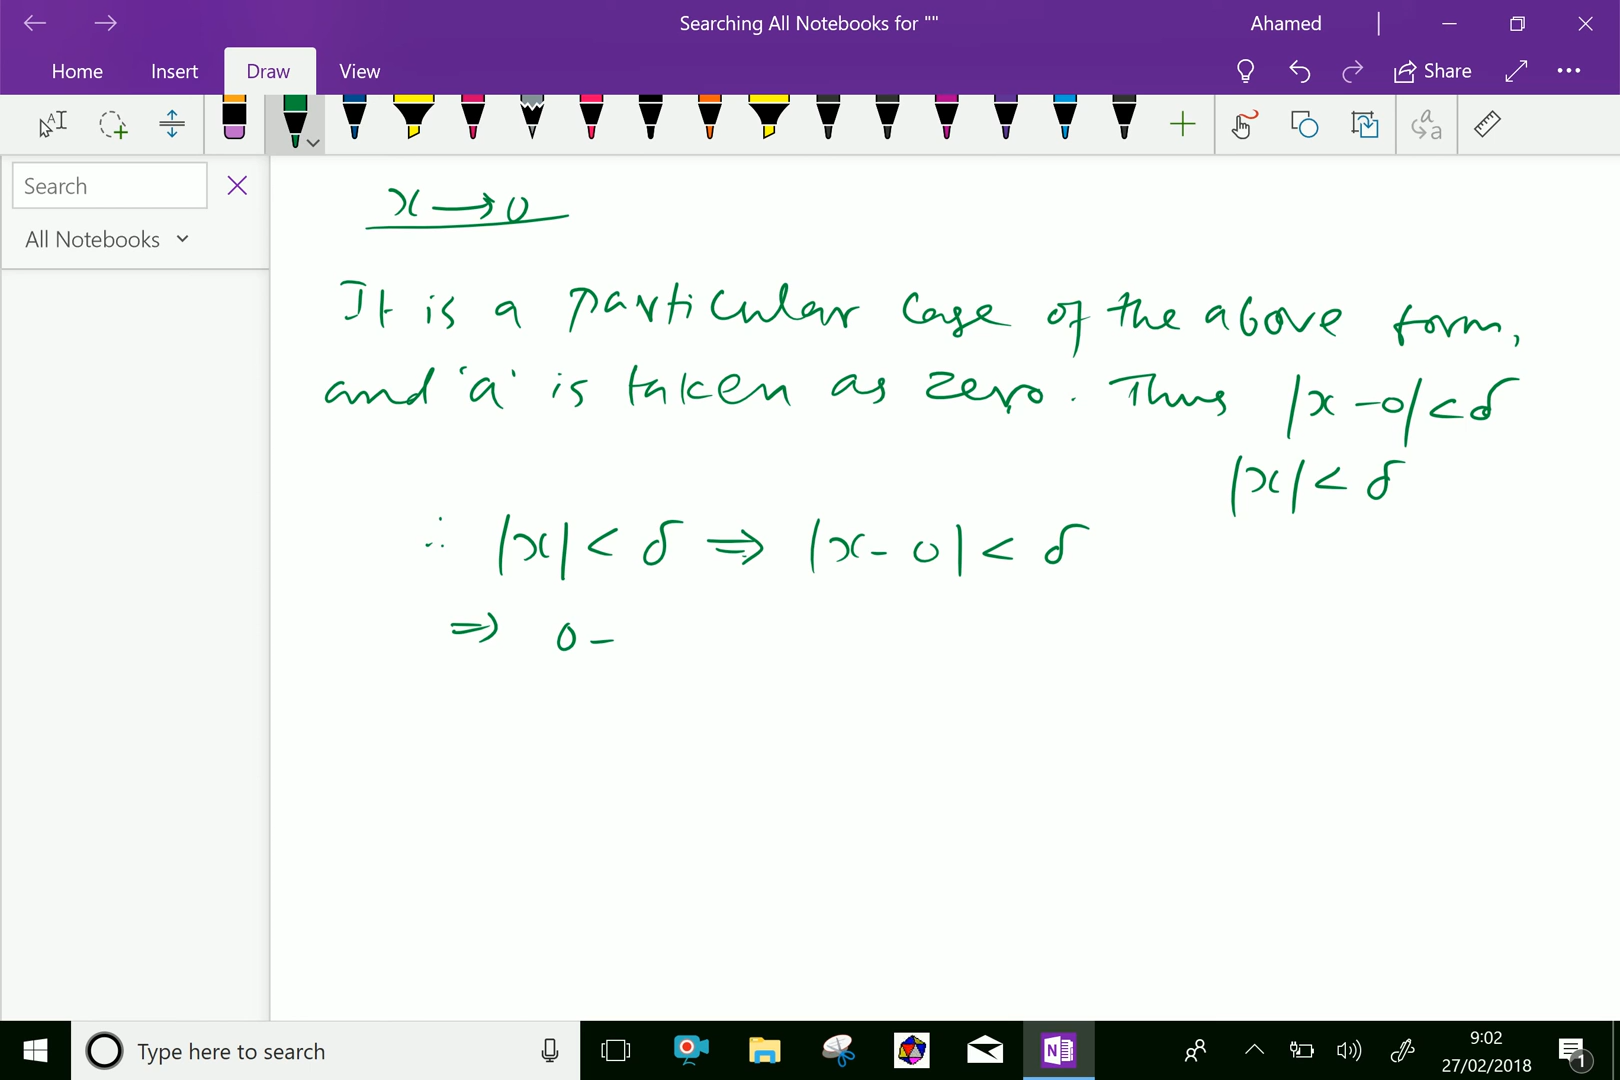 Searching All Notebooks for ""
Ahamed
Home Insert Draw View
Share
Search
All Notebooks
x → 0
It is a particular case of the above form,
and 'a' is taken as zero. Thus |x - 0| < δ
|x| < δ
∴ |x| < δ ⇒ |x - 0| < δ
⇒ 0 -
Type here to search
9:02
27/02/2018
1